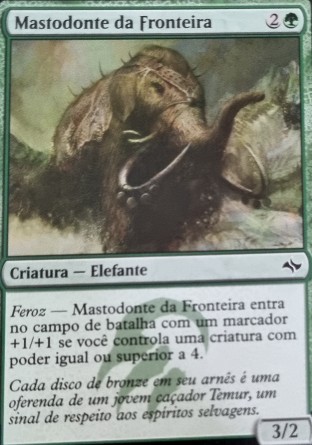 Mastodonte da Fronteira 2
Criatura — Elefante
Feroz — Mastodonte da Fronteira entra
no campo de batalha com um marcador
+1/+1 se você controla uma criatura com
poder igual ou superior a 4.
Cada disco de bronze em seu arnês é uma
oferenda de um jovem caçador Temur, um
sinal de respeito aos espíritos selvagens.
3/2